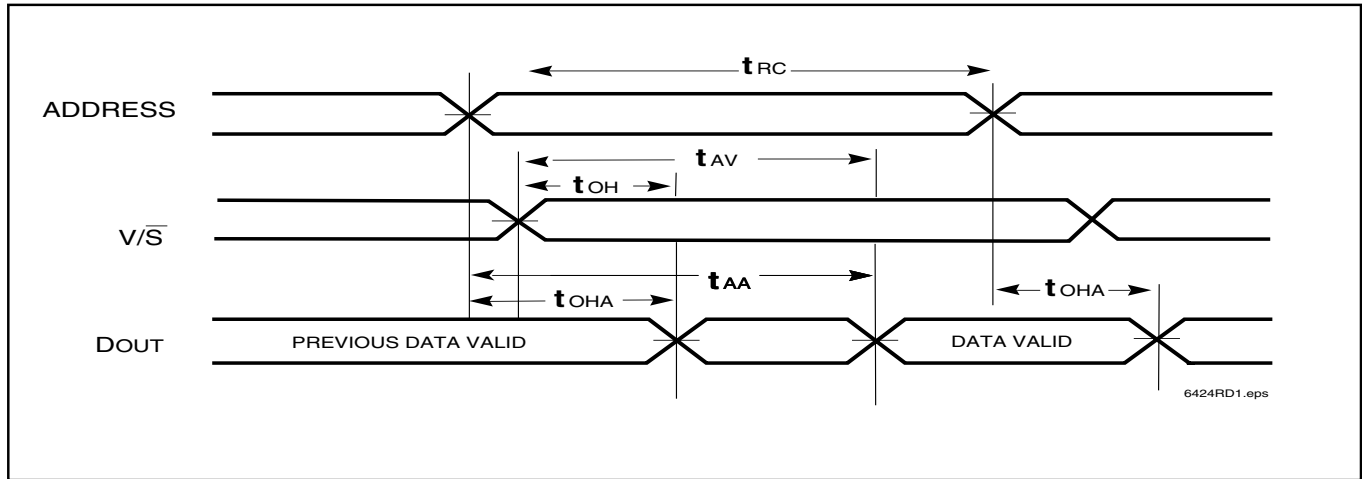 tRC
ADDRESS
tAV
tOH
V/S̅
tAA
tOHA
tOHA
DOUT
PREVIOUS DATA VALID
DATA VALID
6424RD1.eps